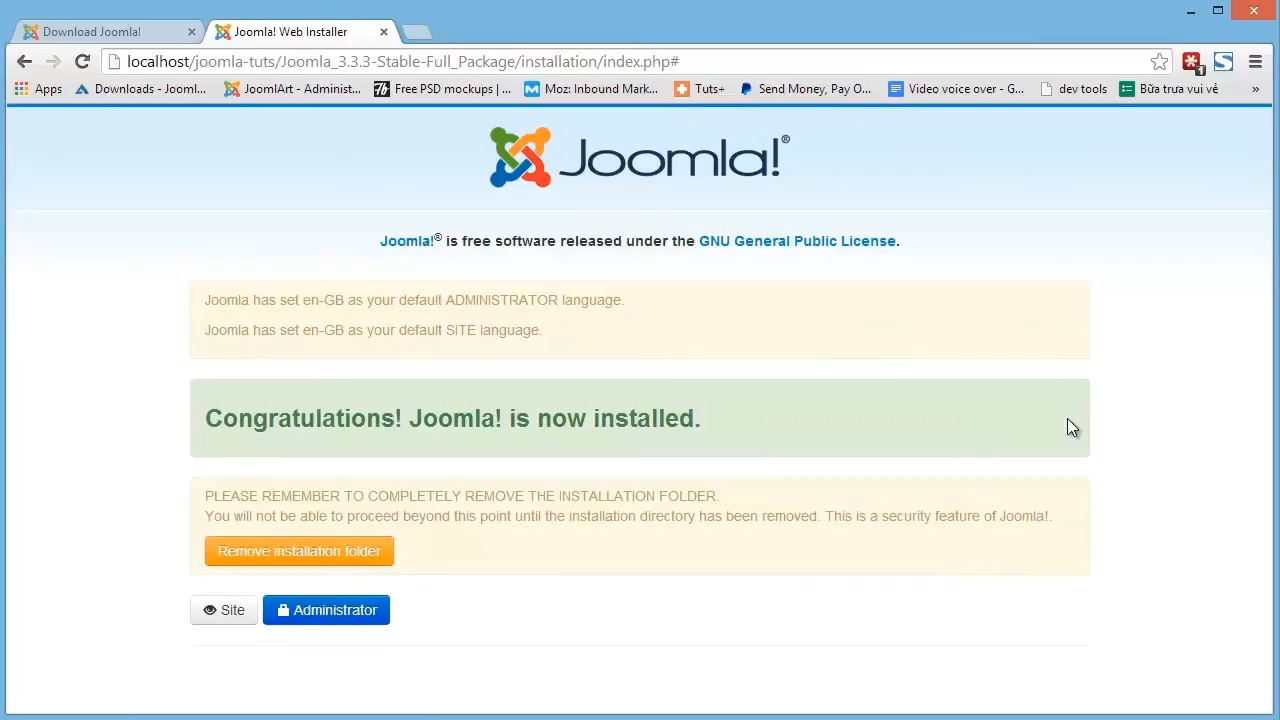 Download Joomla!
Joomla! Web Installer
localhost/joomla-tuts/Joomla_3.3.3-Stable-Full_Package/installation/index.php#
1
Apps
Downloads - Jooml...
JoomlArt - Administ...
Free PSD mockups | ...
Moz: Inbound Mark...
Tuts+
Send Money, Pay O...
Video voice over - G...
dev tools
Bữa trưa vui vẻ
»
Joomla!®
Joomla!® is free software released under the GNU General Public License.
Joomla has set en-GB as your default ADMINISTRATOR language.
Joomla has set en-GB as your default SITE language.
Congratulations! Joomla! is now installed.
PLEASE REMEMBER TO COMPLETELY REMOVE THE INSTALLATION FOLDER.
You will not be able to proceed beyond this point until the installation directory has been removed. This is a security feature of Joomla!.
Remove installation folder
Site
Administrator